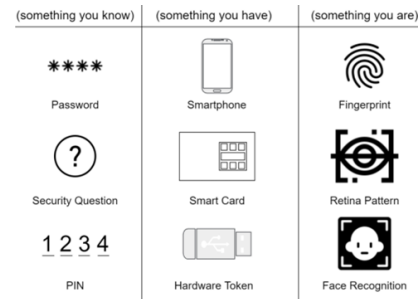 (something you know) (something you have) (something you are)
****
Password Smartphone Fingerprint
?
Security Question Smart Card Retina Pattern
1 2 3 4
PIN Hardware Token Face Recognition